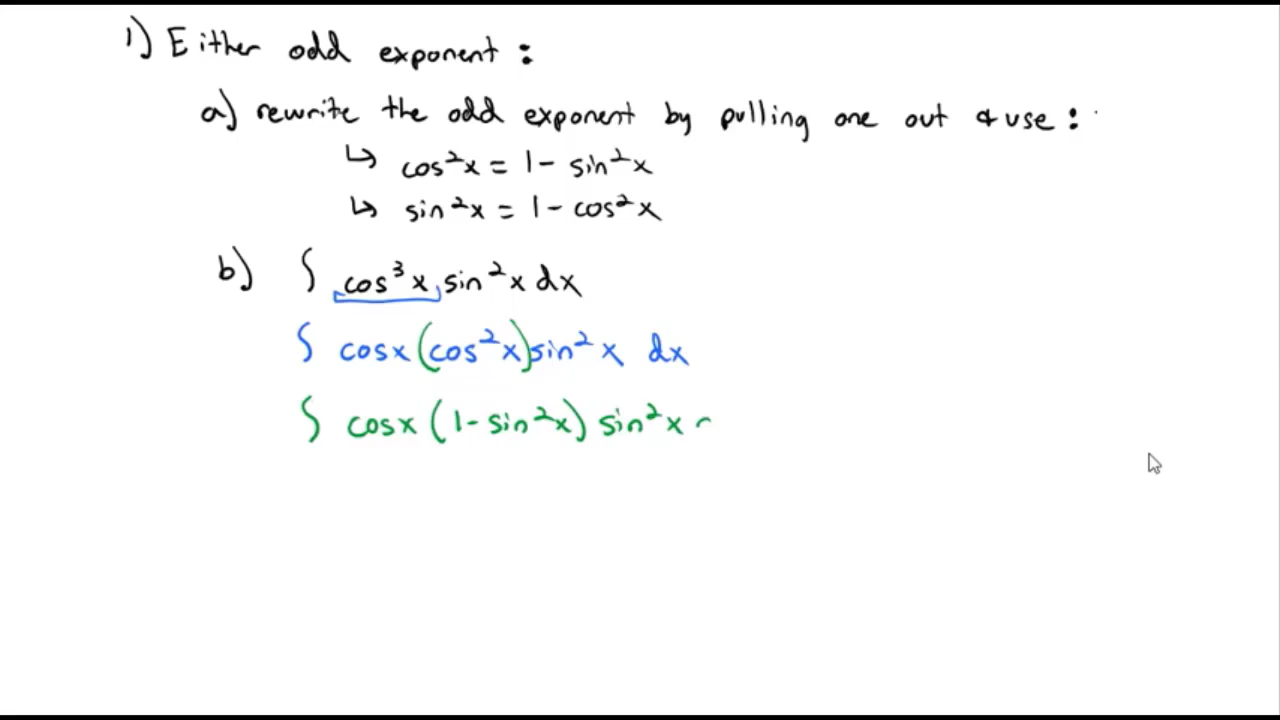 1) Either odd exponent :
a) rewrite the odd exponent by pulling one out & use :
↳ cos²x = 1 - sin²x
↳ sin²x = 1 - cos²x
b) ∫ cos³x sin²x dx
∫ cosx (cos²x) sin²x dx
∫ cosx (1 - sin²x) sin²x